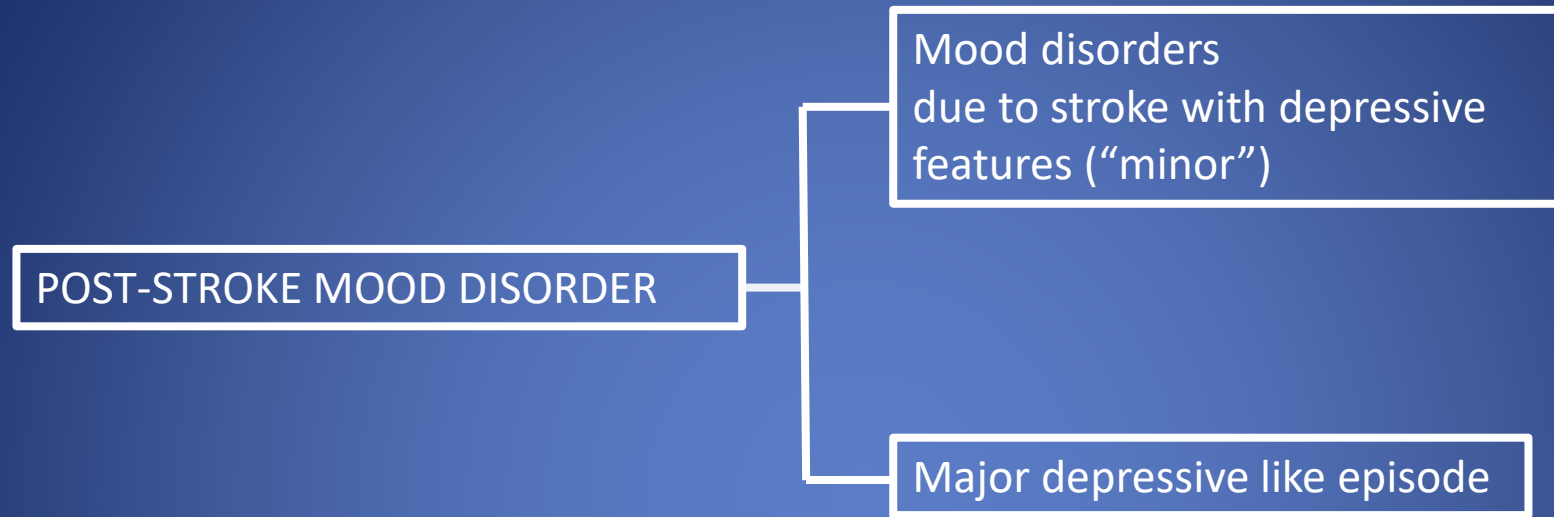 Mood disorders
due to stroke with depressive
features (“minor”)
POST-STROKE MOOD DISORDER
Major depressive like episode